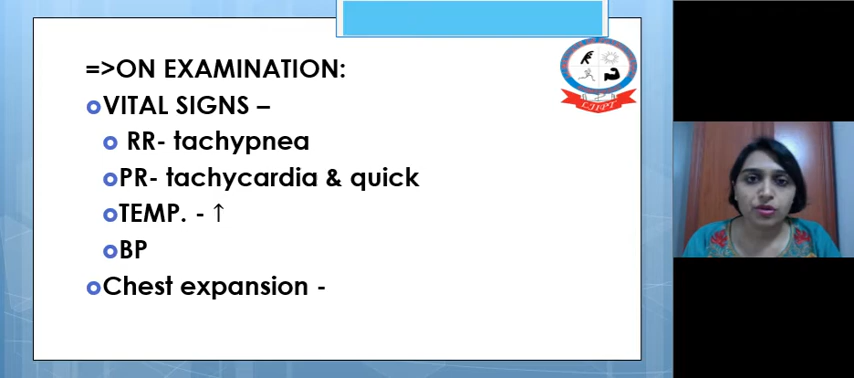 =>ON EXAMINATION:
VITAL SIGNS –
RR- tachypnea
PR- tachycardia & quick
TEMP. - ↑
BP
Chest expansion -